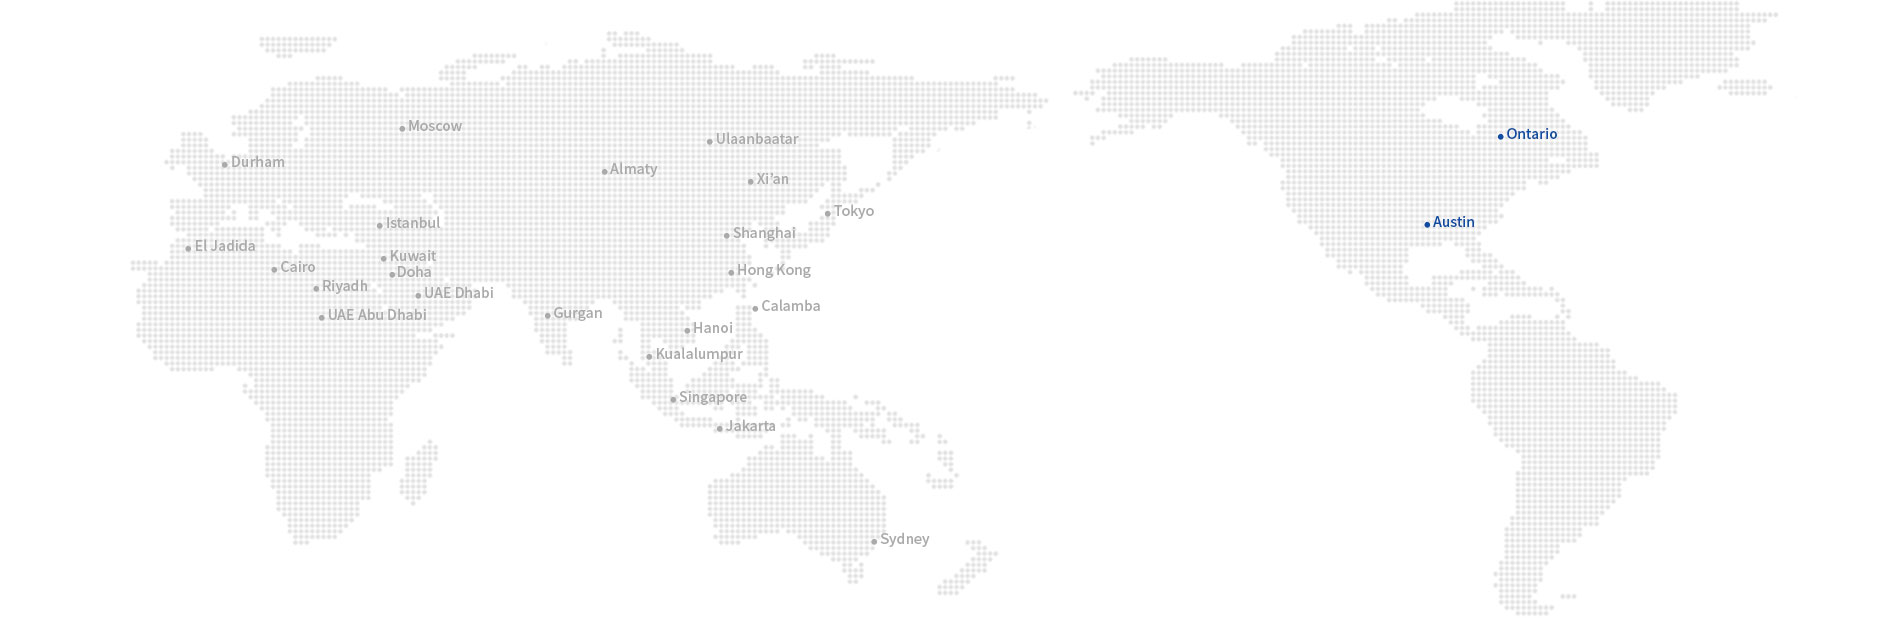 Moscow
Ulaanbaatar
Ontario
Durham
Almaty
Xi'an
Tokyo
Istanbul
Austin
Shanghai
El Jadida
Kuwait
Cairo
Doha
Hong Kong
Riyadh
UAE Dhabi
Calamba
Gurgan
UAE Abu Dhabi
Hanoi
Kualalumpur
Singapore
Jakarta
Sydney